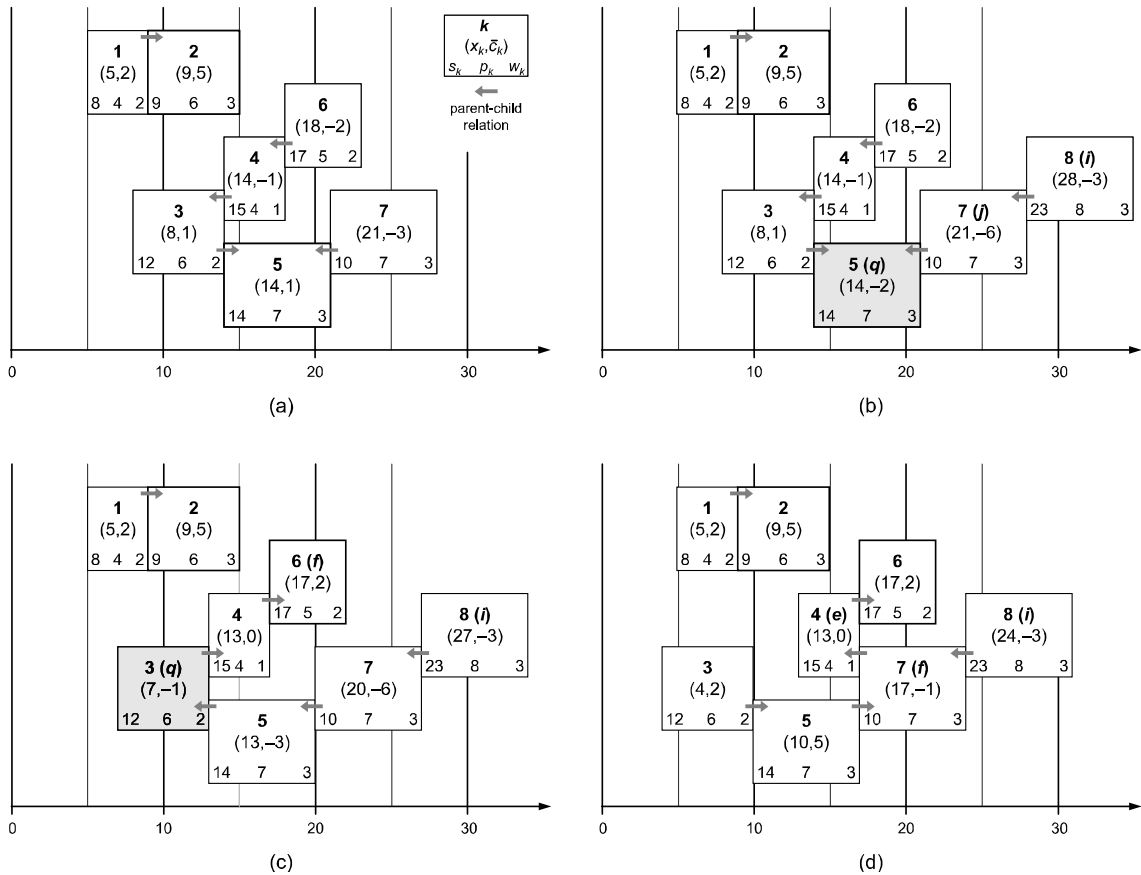 k
(xₖ,c̄ₖ)
sₖ pₖ wₖ
parent-child
relation
1
(5,2)
8 4 2
2
(9,5)
9 6 3
6
(18,−2)
17 5 2
4
(14,−1)
15 4 1
3
(8,1)
12 6 2
7
(21,−3)
10 7 3
5
(14,1)
14 7 3
0 10 20 30
(a)
1
(5,2)
8 4 2
2
(9,5)
9 6 3
6
(18,−2)
17 5 2
4
(14,−1)
15 4 1
8 (i)
(28,−3)
23 8 3
3
(8,1)
12 6 2
7 (j)
(21,−6)
10 7 3
5 (q)
(14,−2)
14 7 3
0 10 20 30
(b)
1
(5,2)
8 4 2
2
(9,5)
9 6 3
6 (f)
(17,2)
17 5 2
4
(13,0)
15 4 1
8 (i)
(27,−3)
23 8 3
3 (q)
(7,−1)
12 6 2
7
(20,−6)
10 7 3
5
(13,−3)
14 7 3
0 10 20 30
(c)
1
(5,2)
8 4 2
2
(9,5)
9 6 3
6
(17,2)
17 5 2
4 (e)
(13,0)
15 4 1
8 (i)
(24,−3)
23 8 3
3
(4,2)
12 6 2
7 (f)
(17,−1)
10 7 3
5
(10,5)
14 7 3
0 10 20 30
(d)